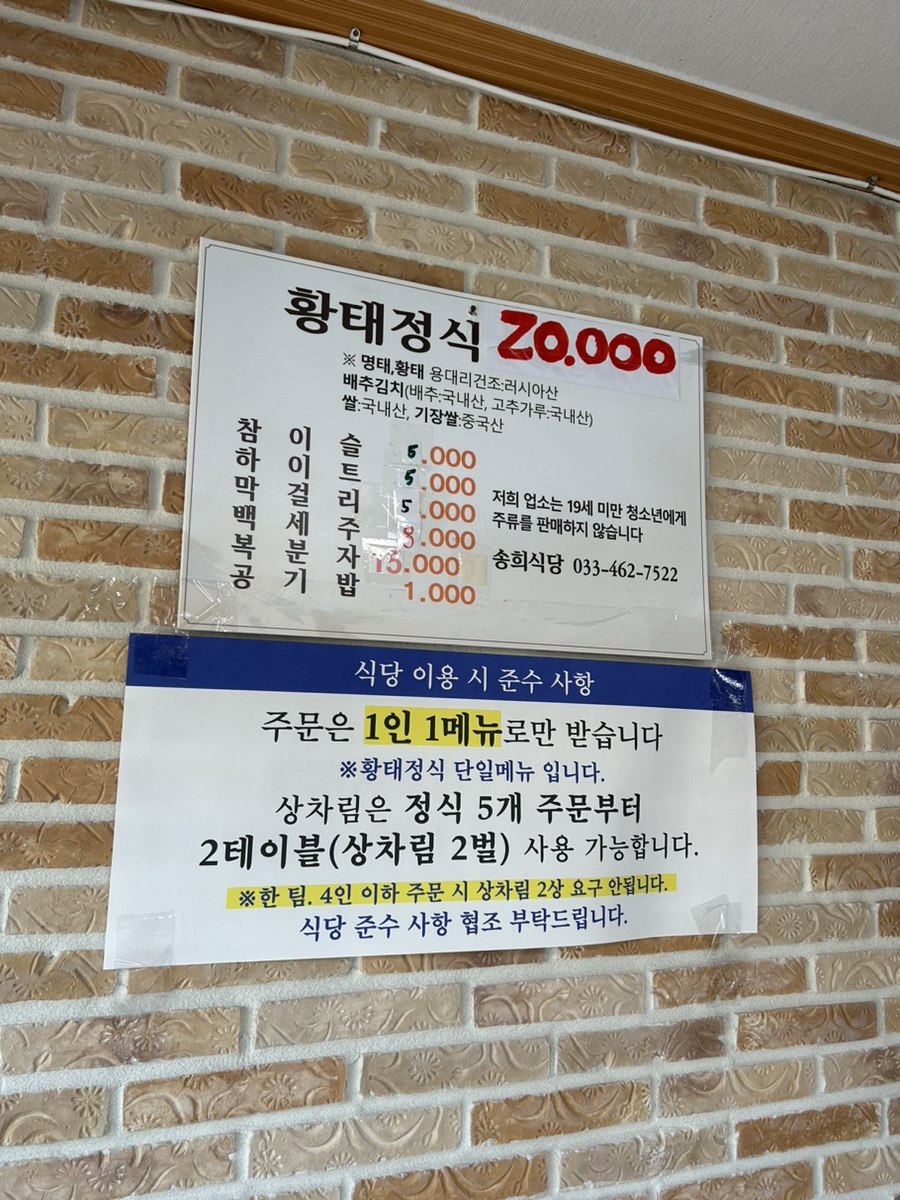 황태정식 20.000
※ 명태,황태 용대리건조:러시아산
배추김치(배추:국내산, 고추가루:국내산)
쌀:국내산, 기장쌀:중국산
참 이 슬 5.000
하 이 트 5.000
막 걸 리 5.000
백 세 주 8.000
복 분 자 15.000
공 기 밥 1.000
저희 업소는 19세 미만 청소년에게
주류를 판매하지 않습니다
송희식당 033-462-7522
식당 이용 시 준수 사항
주문은 1인 1메뉴로만 받습니다
※황태정식 단일메뉴 입니다.
상차림은 정식 5개 주문부터
2테이블(상차림 2벌) 사용 가능합니다.
※한 팀. 4인 이하 주문 시 상차림 2상 요구 안됩니다.
식당 준수 사항 협조 부탁드립니다.